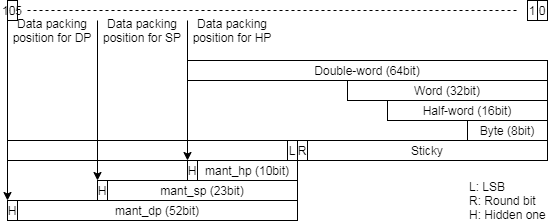 105
1 0
Data packing position for DP
Data packing position for SP
Data packing position for HP
Double-word (64bit)
Word (32bit)
Half-word (16bit)
Byte (8bit)
L R Sticky
H mant_hp (10bit)
H mant_sp (23bit)
H mant_dp (52bit)
L: LSB
R: Round bit
H: Hidden one